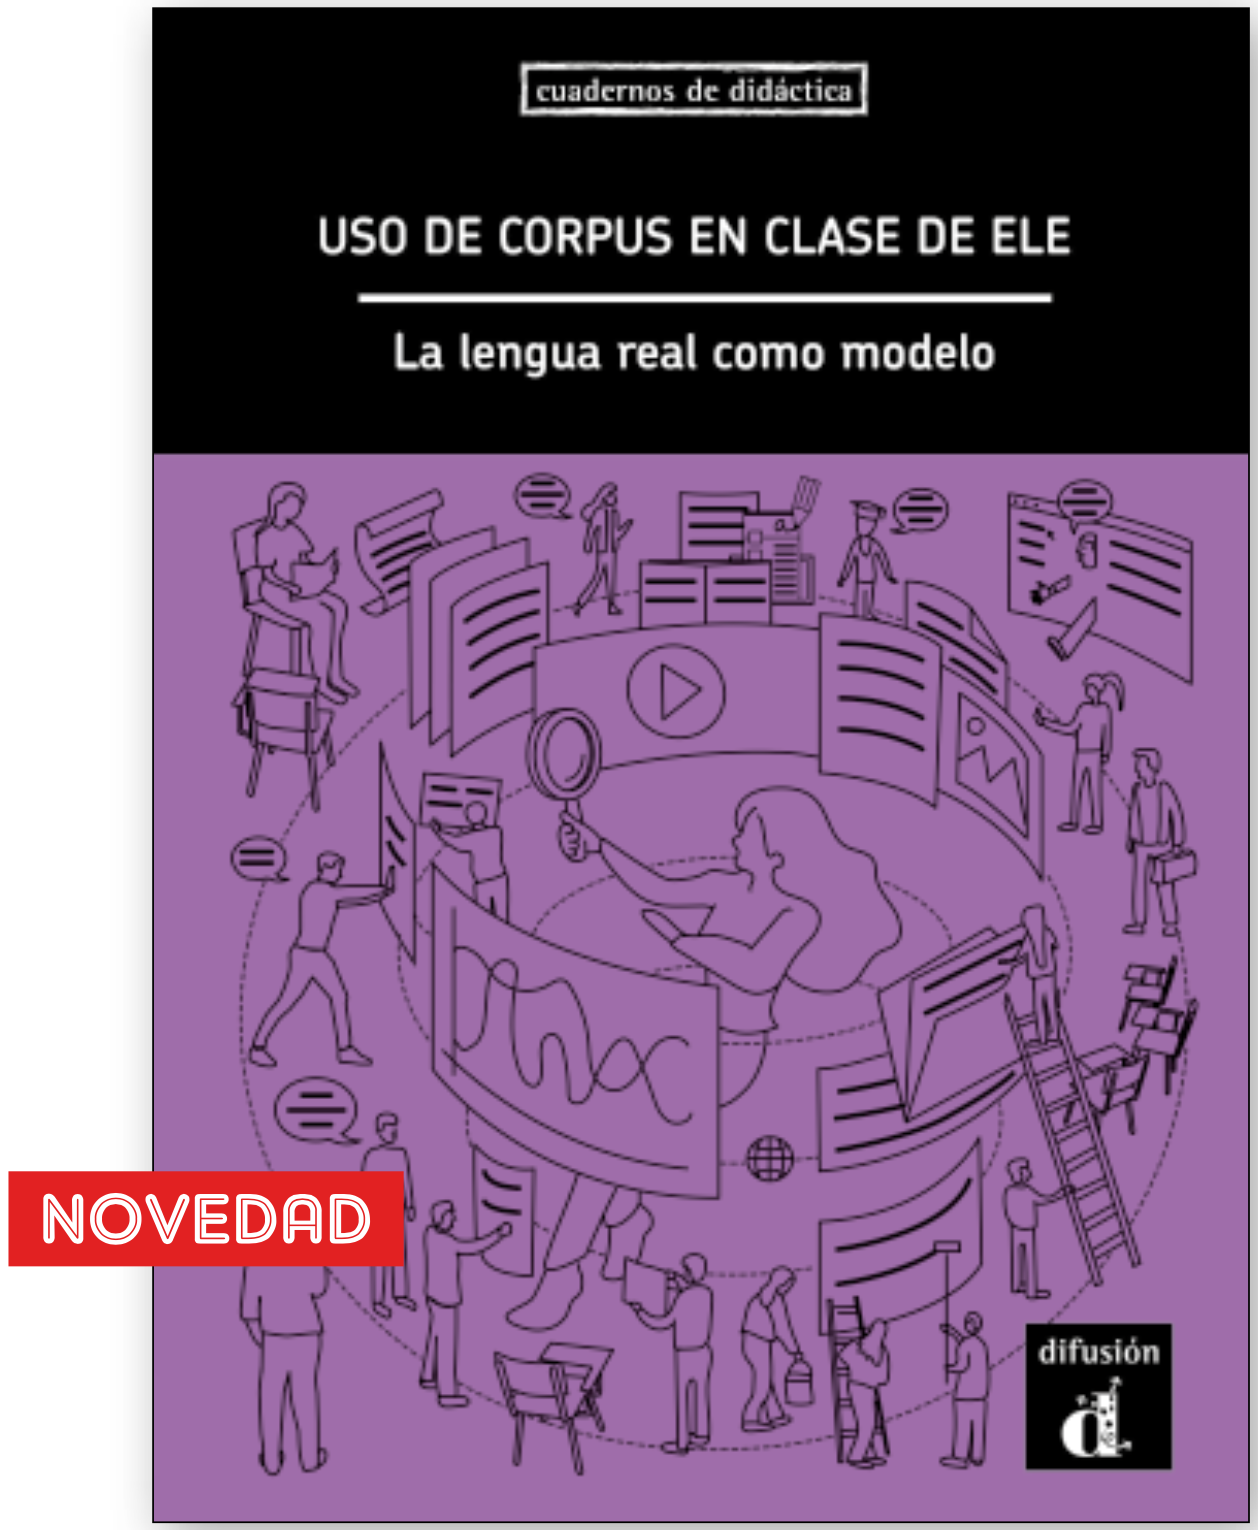 cuadernos de didáctica
USO DE CORPUS EN CLASE DE ELE
La lengua real como modelo
NOVEDAD
difusión
d